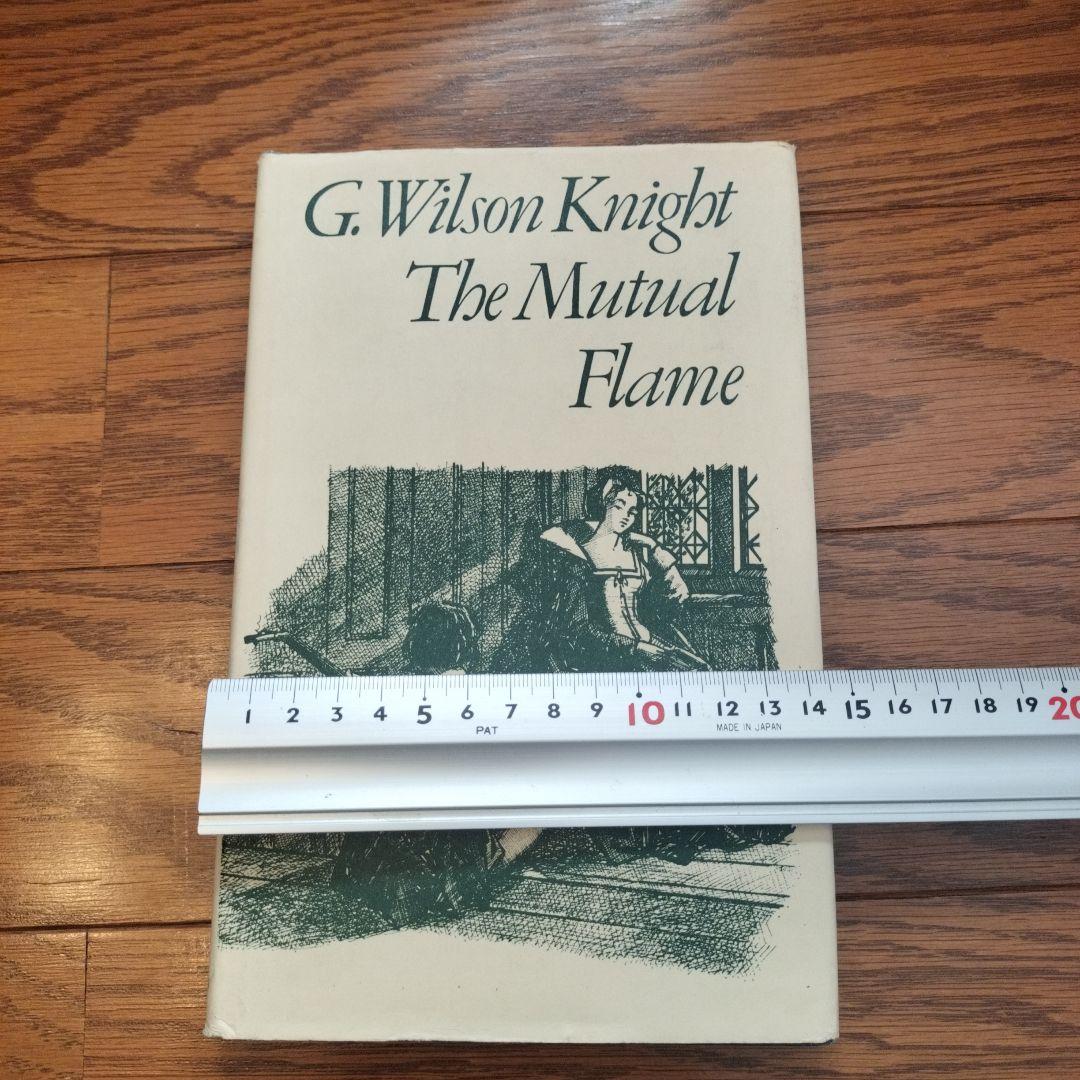 G. Wilson Knight
The Mutual
Flame
1 2 3 4 5 6 7 8 9 10 11 12 13 14 15 16 17 18 19 20
PAT MADE IN JAPAN